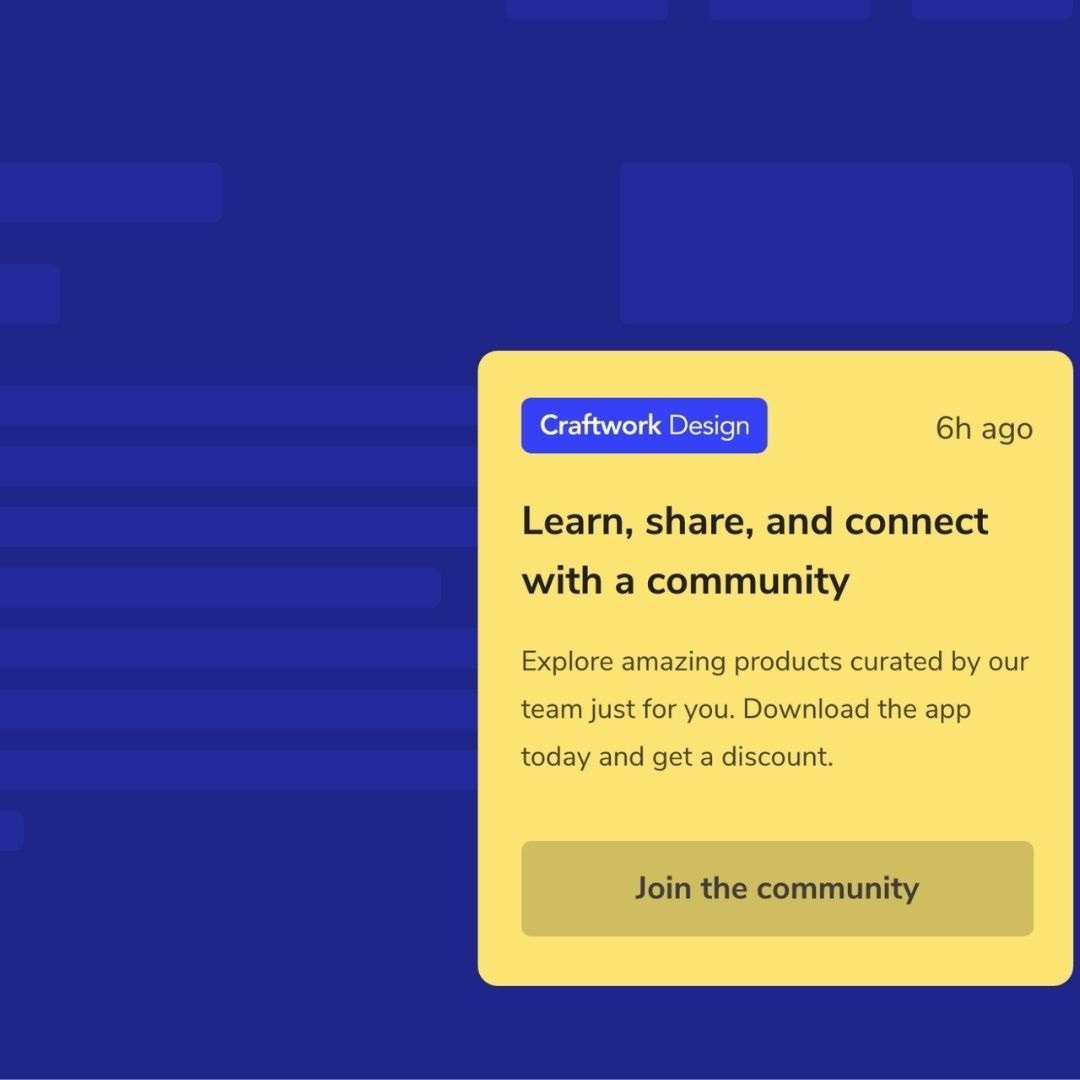 Craftwork Design
6h ago
Learn, share, and connect
with a community
Explore amazing products curated by our
team just for you. Download the app
today and get a discount.
Join the community